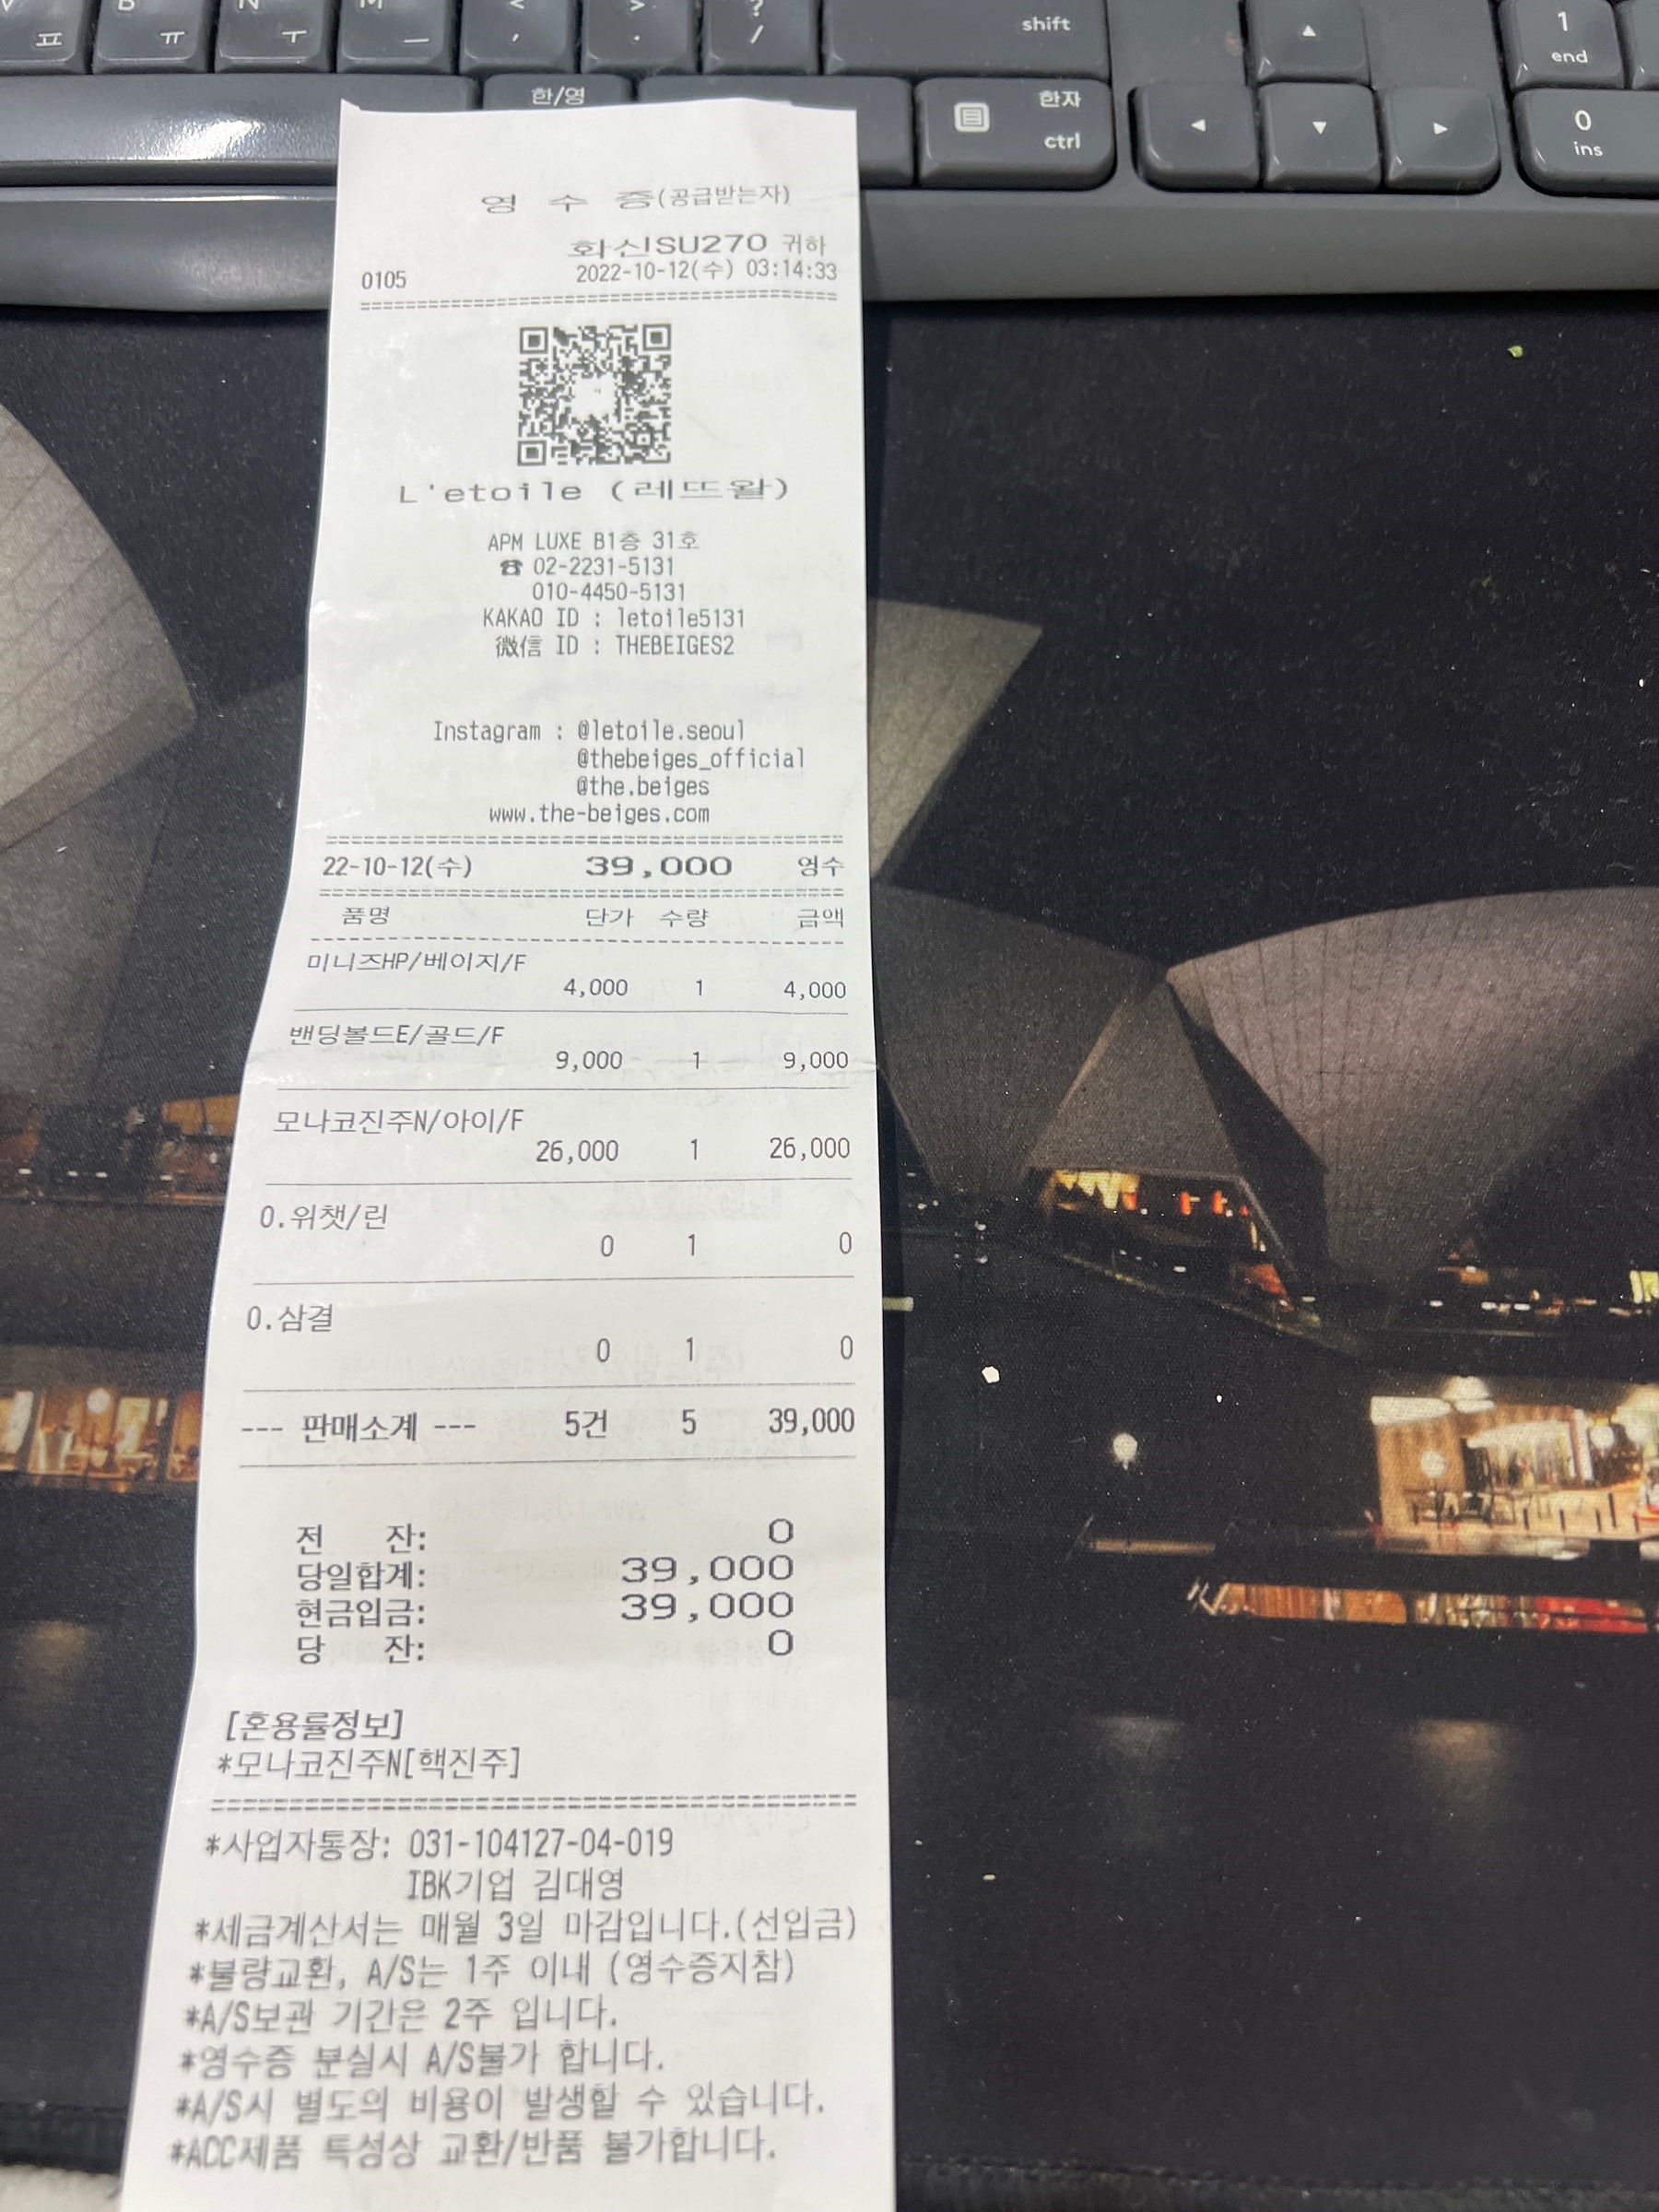 ㅍ
B
ㅠ
N
ㅜ
M
ㅡ
<
,
>
.
?
/
shift
1
end
한/영
한자
ctrl
0
ins
영 수 증(공급받는자)
화신ISU270 귀하
0105 2022-10-12(수) 03:14:33
L'etoile (레뜨왈)
APM LUXE B1층 31호
☎ 02-2231-5131
010-4450-5131
KAKAO ID : letoile5131
微信 ID : THEBEIGES2
Instagram : @letoile.seoul
@thebeiges_official
@the.beiges
www.the-beiges.com
22-10-12(수) 39,000 영수
품명 단가 수량 금액
미니즈HP/베이지/F
4,000 1 4,000
밴딩볼드E/골드/F
9,000 1 9,000
모나코진주N/아이/F
26,000 1 26,000
0.위챗/린
0 1 0
0.삼결
0 1 0
--- 판매소계 --- 5건 5 39,000
전 잔: 0
당일합계: 39,000
현금입금: 39,000
당 잔: 0
[혼용률정보]
*모나코진주N[핵진주]
*사업자통장: 031-104127-04-019
IBK기업 김대영
*세금계산서는 매월 3일 마감입니다.(선입금)
*불량교환, A/S는 1주 이내 (영수증지참)
*A/S보관 기간은 2주 입니다.
*영수증 분실시 A/S불가 합니다.
*A/S시 별도의 비용이 발생할 수 있습니다.
*ACC제품 특성상 교환/반품 불가합니다.